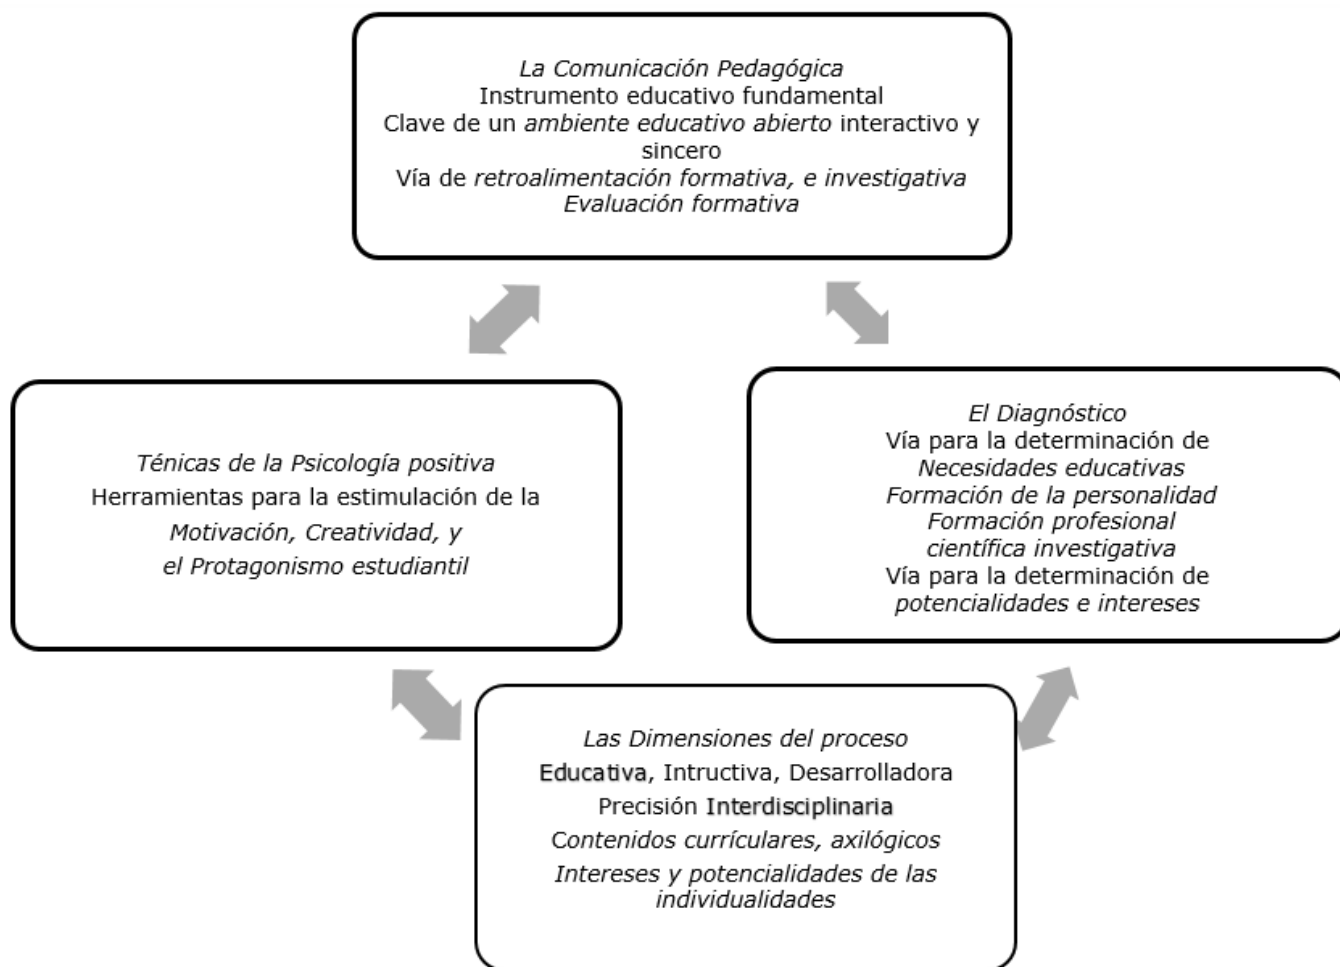 La Comunicación Pedagógica
Instrumento educativo fundamental
Clave de un ambiente educativo abierto interactivo y
sincero
Vía de retroalimentación formativa, e investigativa
Evaluación formativa
Ténicas de la Psicología positiva
Herramientas para la estimulación de la
Motivación, Creatividad, y
el Protagonismo estudiantil
El Diagnóstico
Vía para la determinación de
Necesidades educativas
Formación de la personalidad
Formación profesional
científica investigativa
Vía para la determinación de
potencialidades e intereses
Las Dimensiones del proceso
Educativa, Intructiva, Desarrolladora
Precisión Interdisciplinaria
Contenidos currículares, axilógicos
Intereses y potencialidades de las
individualidades